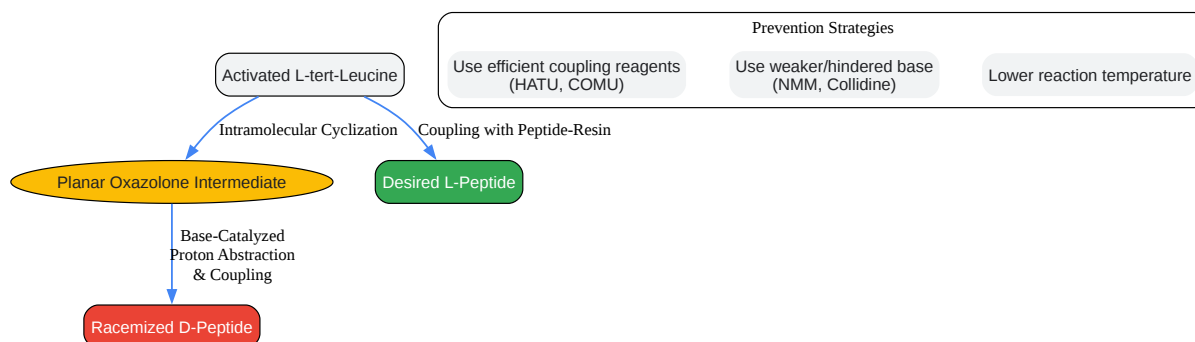 Prevention Strategies
Activated L-tert-Leucine
Use efficient coupling reagents
(HATU, COMU)
Use weaker/hindered base
(NMM, Collidine)
Lower reaction temperature
Intramolecular Cyclization
Coupling with Peptide-Resin
Planar Oxazolone Intermediate
Desired L-Peptide
Base-Catalyzed
Proton Abstraction
& Coupling
Racemized D-Peptide